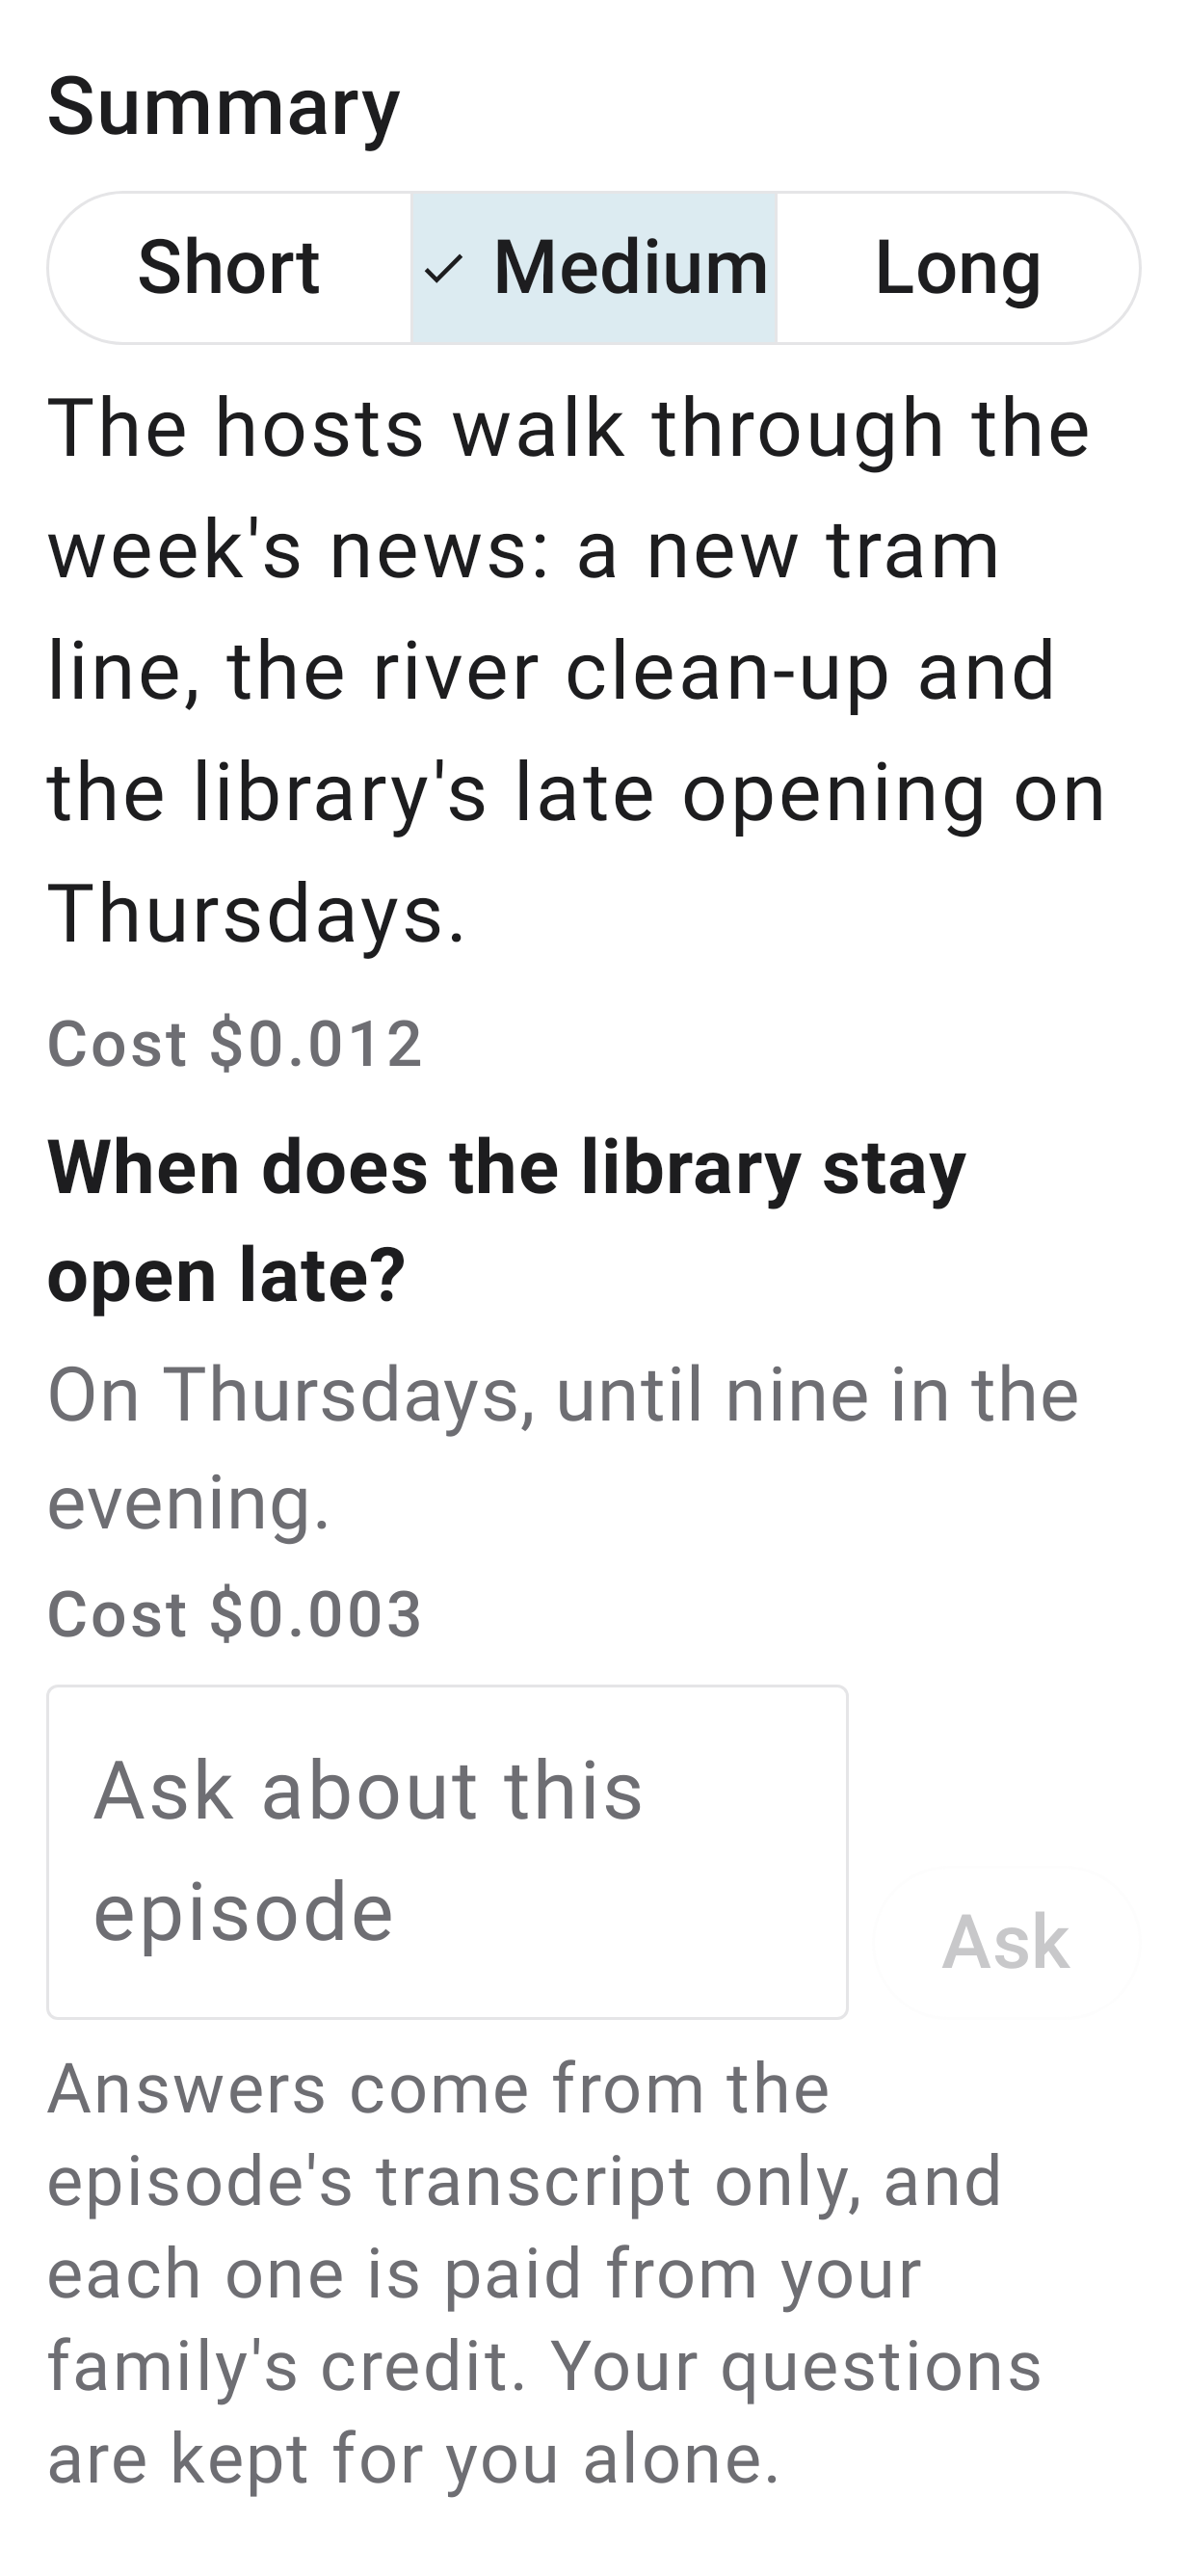 Summary
Short
Medium
Long
The hosts walk through the
week's news: a new tram
line, the river clean-up and
the library's late opening on
Thursdays.
Cost $0.012
When does the library stay
open late?
On Thursdays, until nine in the
evening.
Cost $0.003
Ask about this
episode
Ask
Answers come from the
episode's transcript only, and
each one is paid from your
family's credit. Your questions
are kept for you alone.